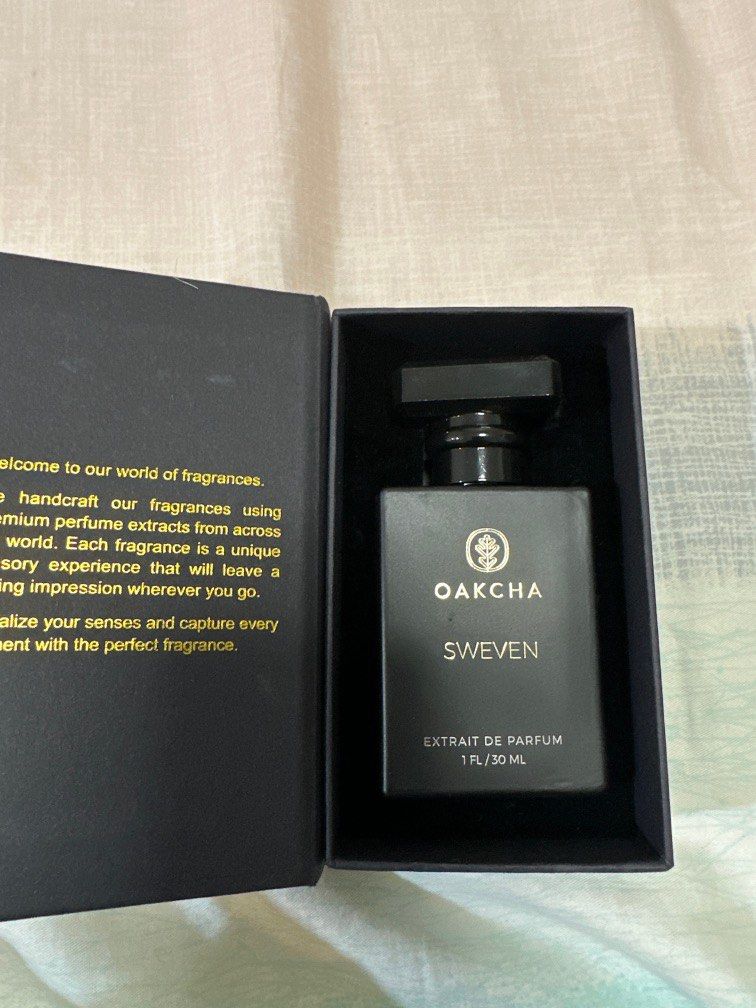 elcome to our world of fragrances.
e handcraft our fragrances using
emium perfume extracts from across
world. Each fragrance is a unique
sory experience that will leave a
ing impression wherever you go.
alize your senses and capture every
ent with the perfect fragrance.
OAKCHA
SWEVEN
EXTRAIT DE PARFUM
1 FL/30 ML